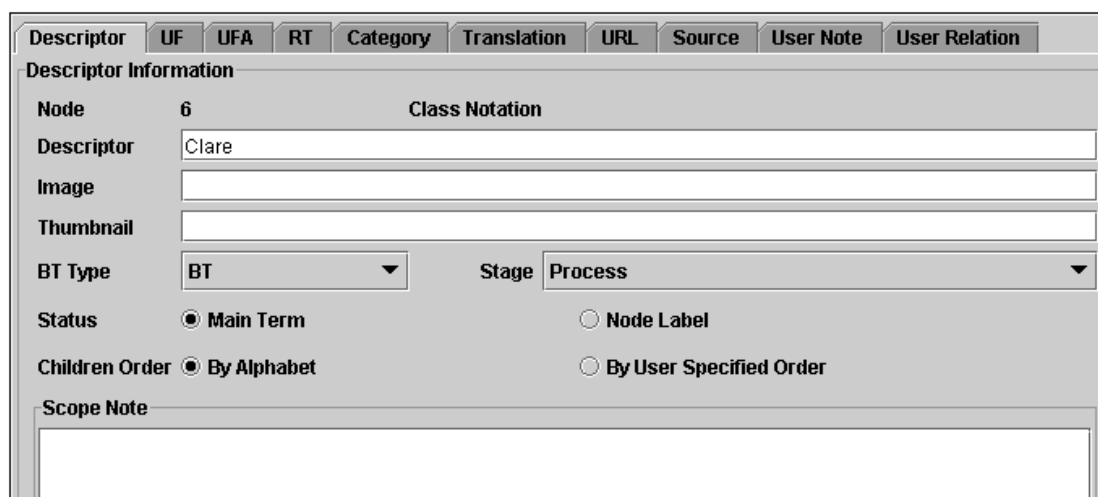 Descriptor UF UFA RT Category Translation URL Source User Note User Relation
Descriptor Information
Node 6 Class Notation
Descriptor Clare
Image
Thumbnail
BT Type BT Stage Process
Status Main Term Node Label
Children Order By Alphabet By User Specified Order
Scope Note